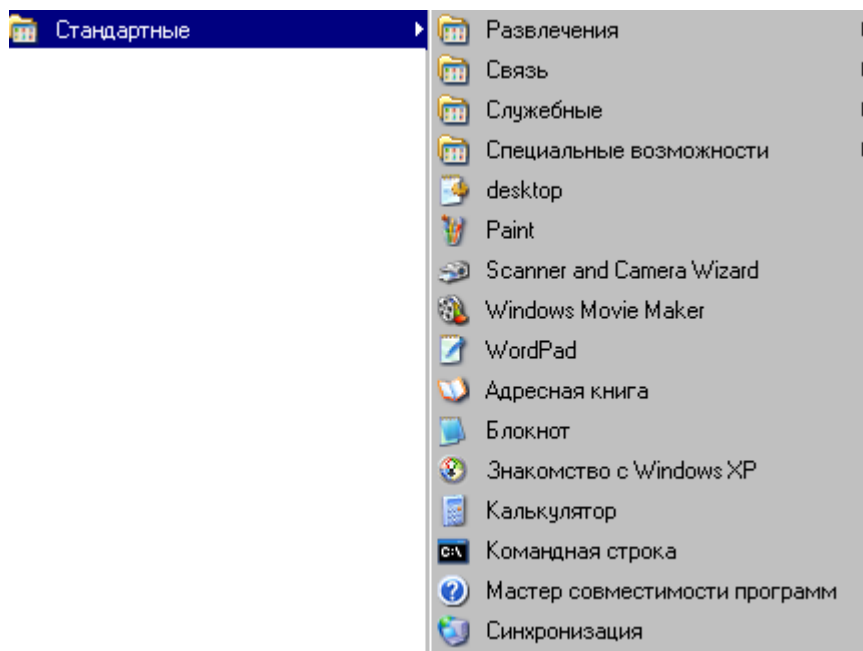 Стандартные
Развлечения
Связь
Служебные
Специальные возможности
desktop
Paint
Scanner and Camera Wizard
Windows Movie Maker
WordPad
Адресная книга
Блокнот
Знакомство с Windows XP
Калькулятор
Командная строка
Мастер совместимости программ
Синхронизация